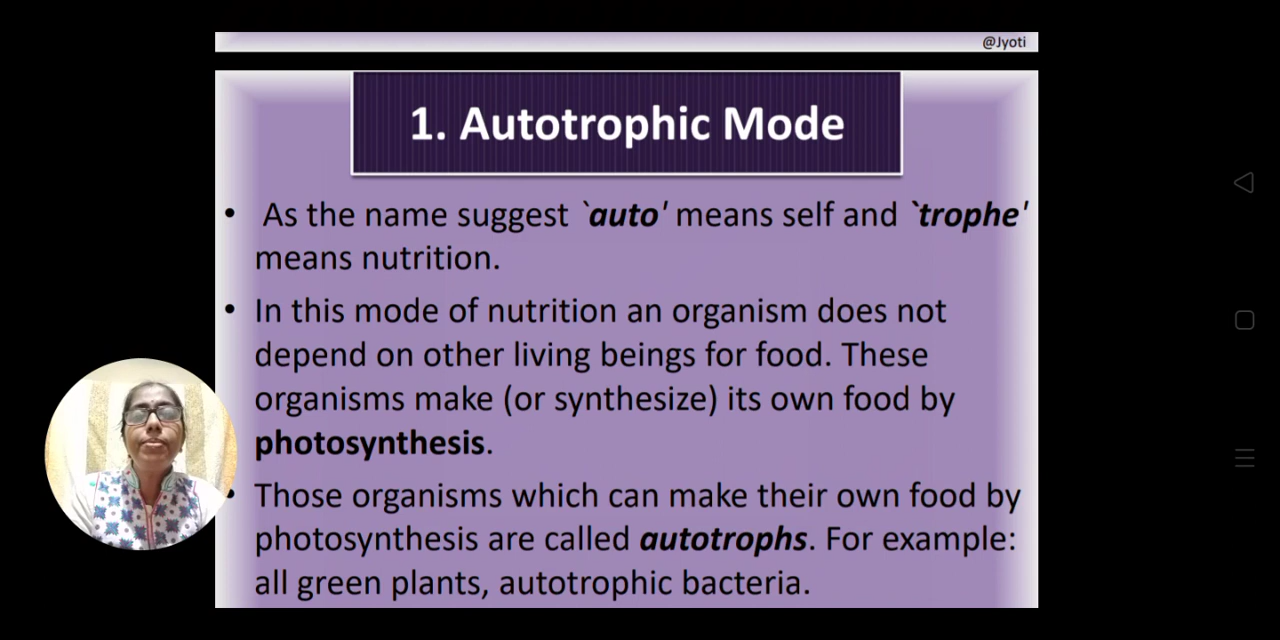 @Jyoti
1. Autotrophic Mode
• As the name suggest `auto' means self and `trophe'
means nutrition.
• In this mode of nutrition an organism does not
depend on other living beings for food. These
organisms make (or synthesize) its own food by
photosynthesis.
• Those organisms which can make their own food by
photosynthesis are called autotrophs. For example:
all green plants, autotrophic bacteria.